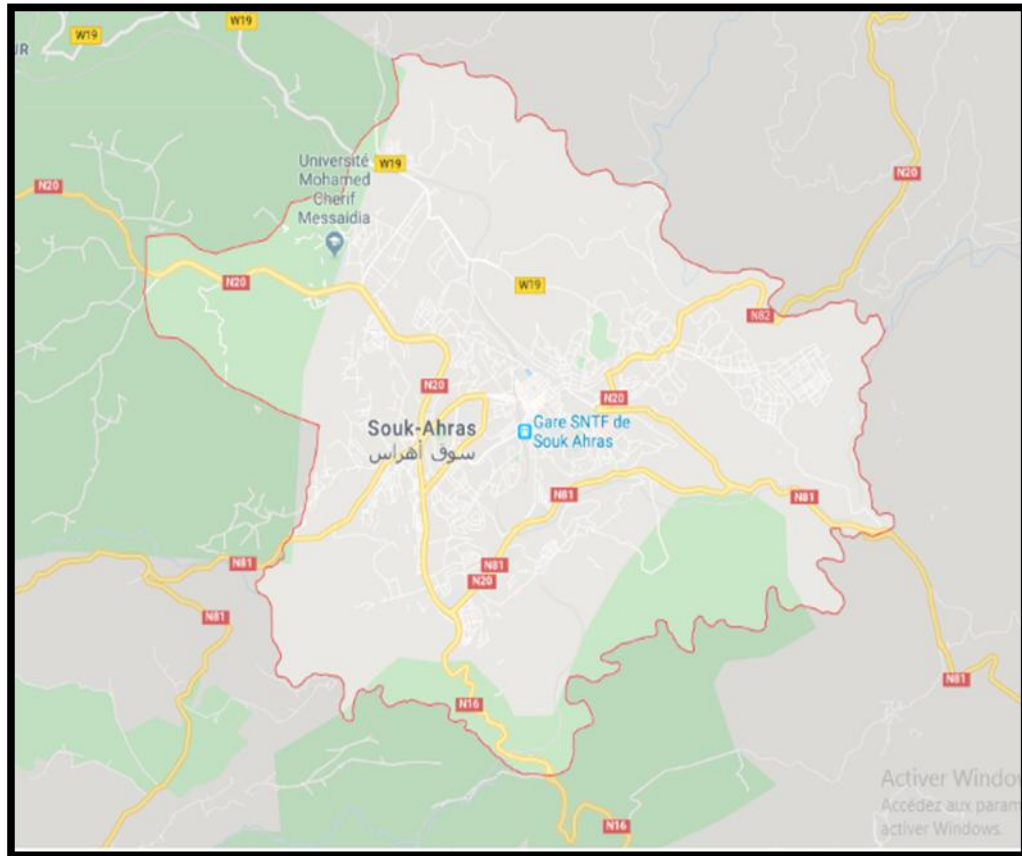 W19
W19
UR
Université
Mohamed
Cherif
Messaidia
W19
N20
N20
N20
W19
N82
N20
N20
Souk-Ahras
سوق أهراس
Gare SNTF de
Souk Ahras
N81
N81
N81
N81
N20
N81
N81
N16
N16
Activer Windo
Accédez aux param
activer Windows.